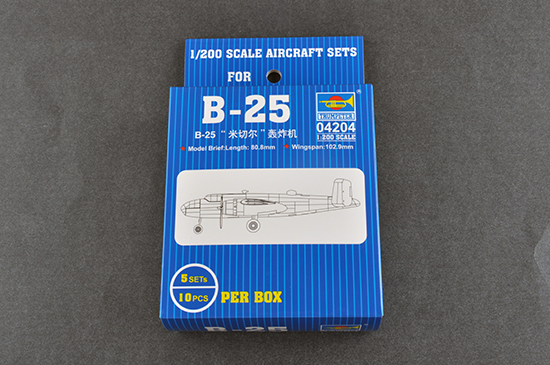 1/200 SCALE AIRCRAFT SETS
FOR
B-25
B-25 "米切尔"轰炸机
Model Brief:Length: 80.8mm Wingspan:102.9mm
TRUMPETER
04204
1:200 SCALE
5 SETs
10 PCS
PER BOX
B-25
04204